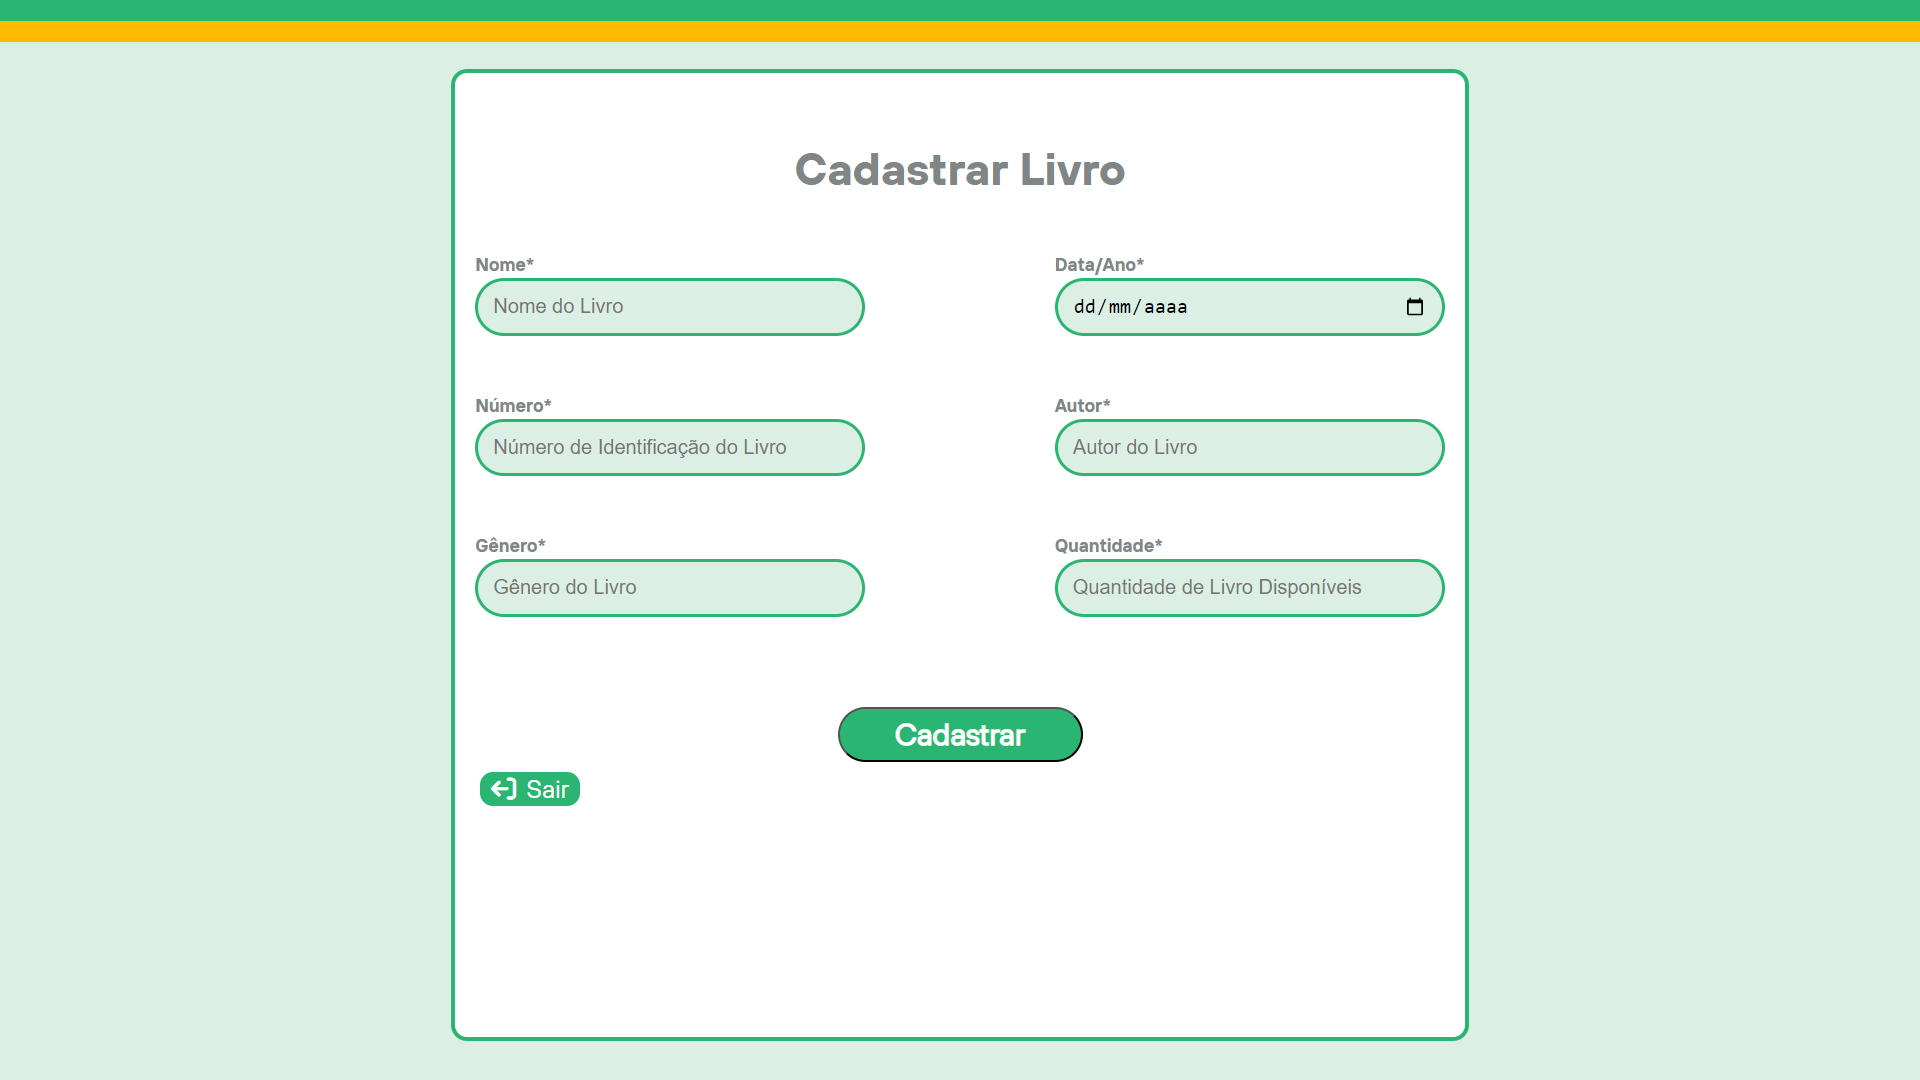 Cadastrar Livro
Nome*
Data/Ano*
Nome do Livro
dd/mm/aaaa
Número*
Autor*
Número de Identificação do Livro
Autor do Livro
Gênero*
Quantidade*
Gênero do Livro
Quantidade de Livro Disponíveis
Cadastrar
Sair